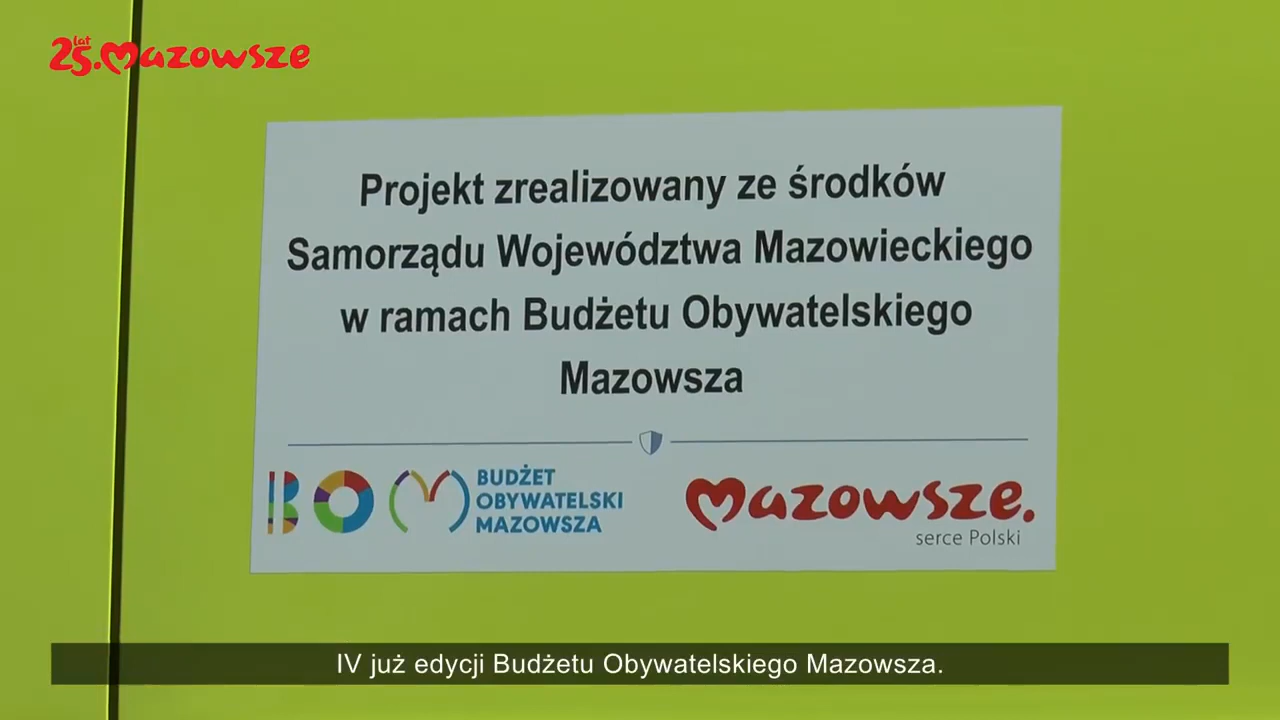 25 lat. Mazowsze
Projekt zrealizowany ze środków
Samorządu Województwa Mazowieckiego
w ramach Budżetu Obywatelskiego
Mazowsza
BOM
BUDŻET
OBYWATELSKI
MAZOWSZA
Mazowsze.
serce Polski
IV już edycji Budżetu Obywatelskiego Mazowsza.